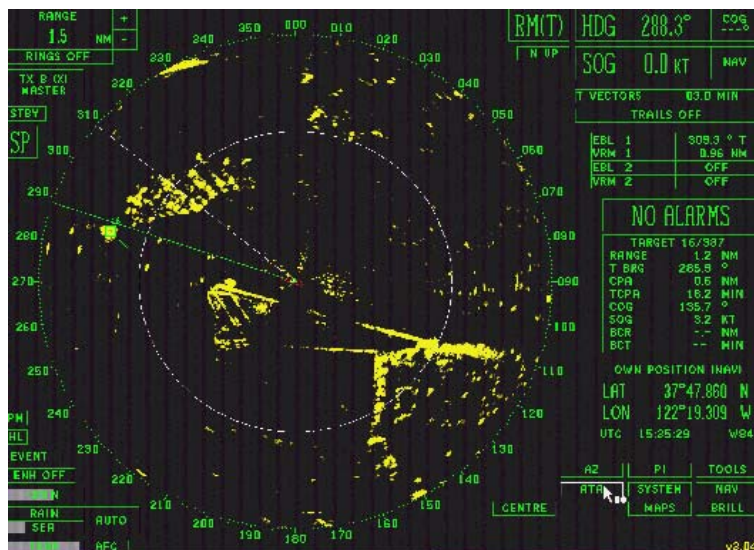 RANGE
1.5 NM
+
-
RINGS OFF
TX B (X)
MASTER
STBY
SP
RM(T)
N UP
HDG 288.3°
COG
---°
SOG 0.0 KT
NAV
T VECTORS 03.0 MIN
TRAILS OFF
EBL 1 309.3 ° T
VRM 1 0.96 NM
EBL 2 OFF
VRM 2 OFF
NO ALARMS
TARGET 16/987
RANGE 1.2 NM
T BRG 285.9 °
CPA 0.6 NM
TCPA 16.2 MIN
COG 135.7 °
SOG 3.2 KT
BCR -- NM
BCT -- MIN
OWN POSITION (NAV)
LAT 37°47.860 N
LON 122°19.309 W
UTC 15:25:29 W84
000
010
020
030
040
050
060
070
080
090
100
110
120
130
140
150
160
170
180
190
200
210
220
230
240
250
260
270
280
290
300
310
320
330
340
350
PH
HL
EVENT
ENH OFF
RAIN
SEA
AUTO
AFC
CENTRE
AZ
PI
TOOLS
ATA
SYSTEM
NAV
MAPS
BRILL